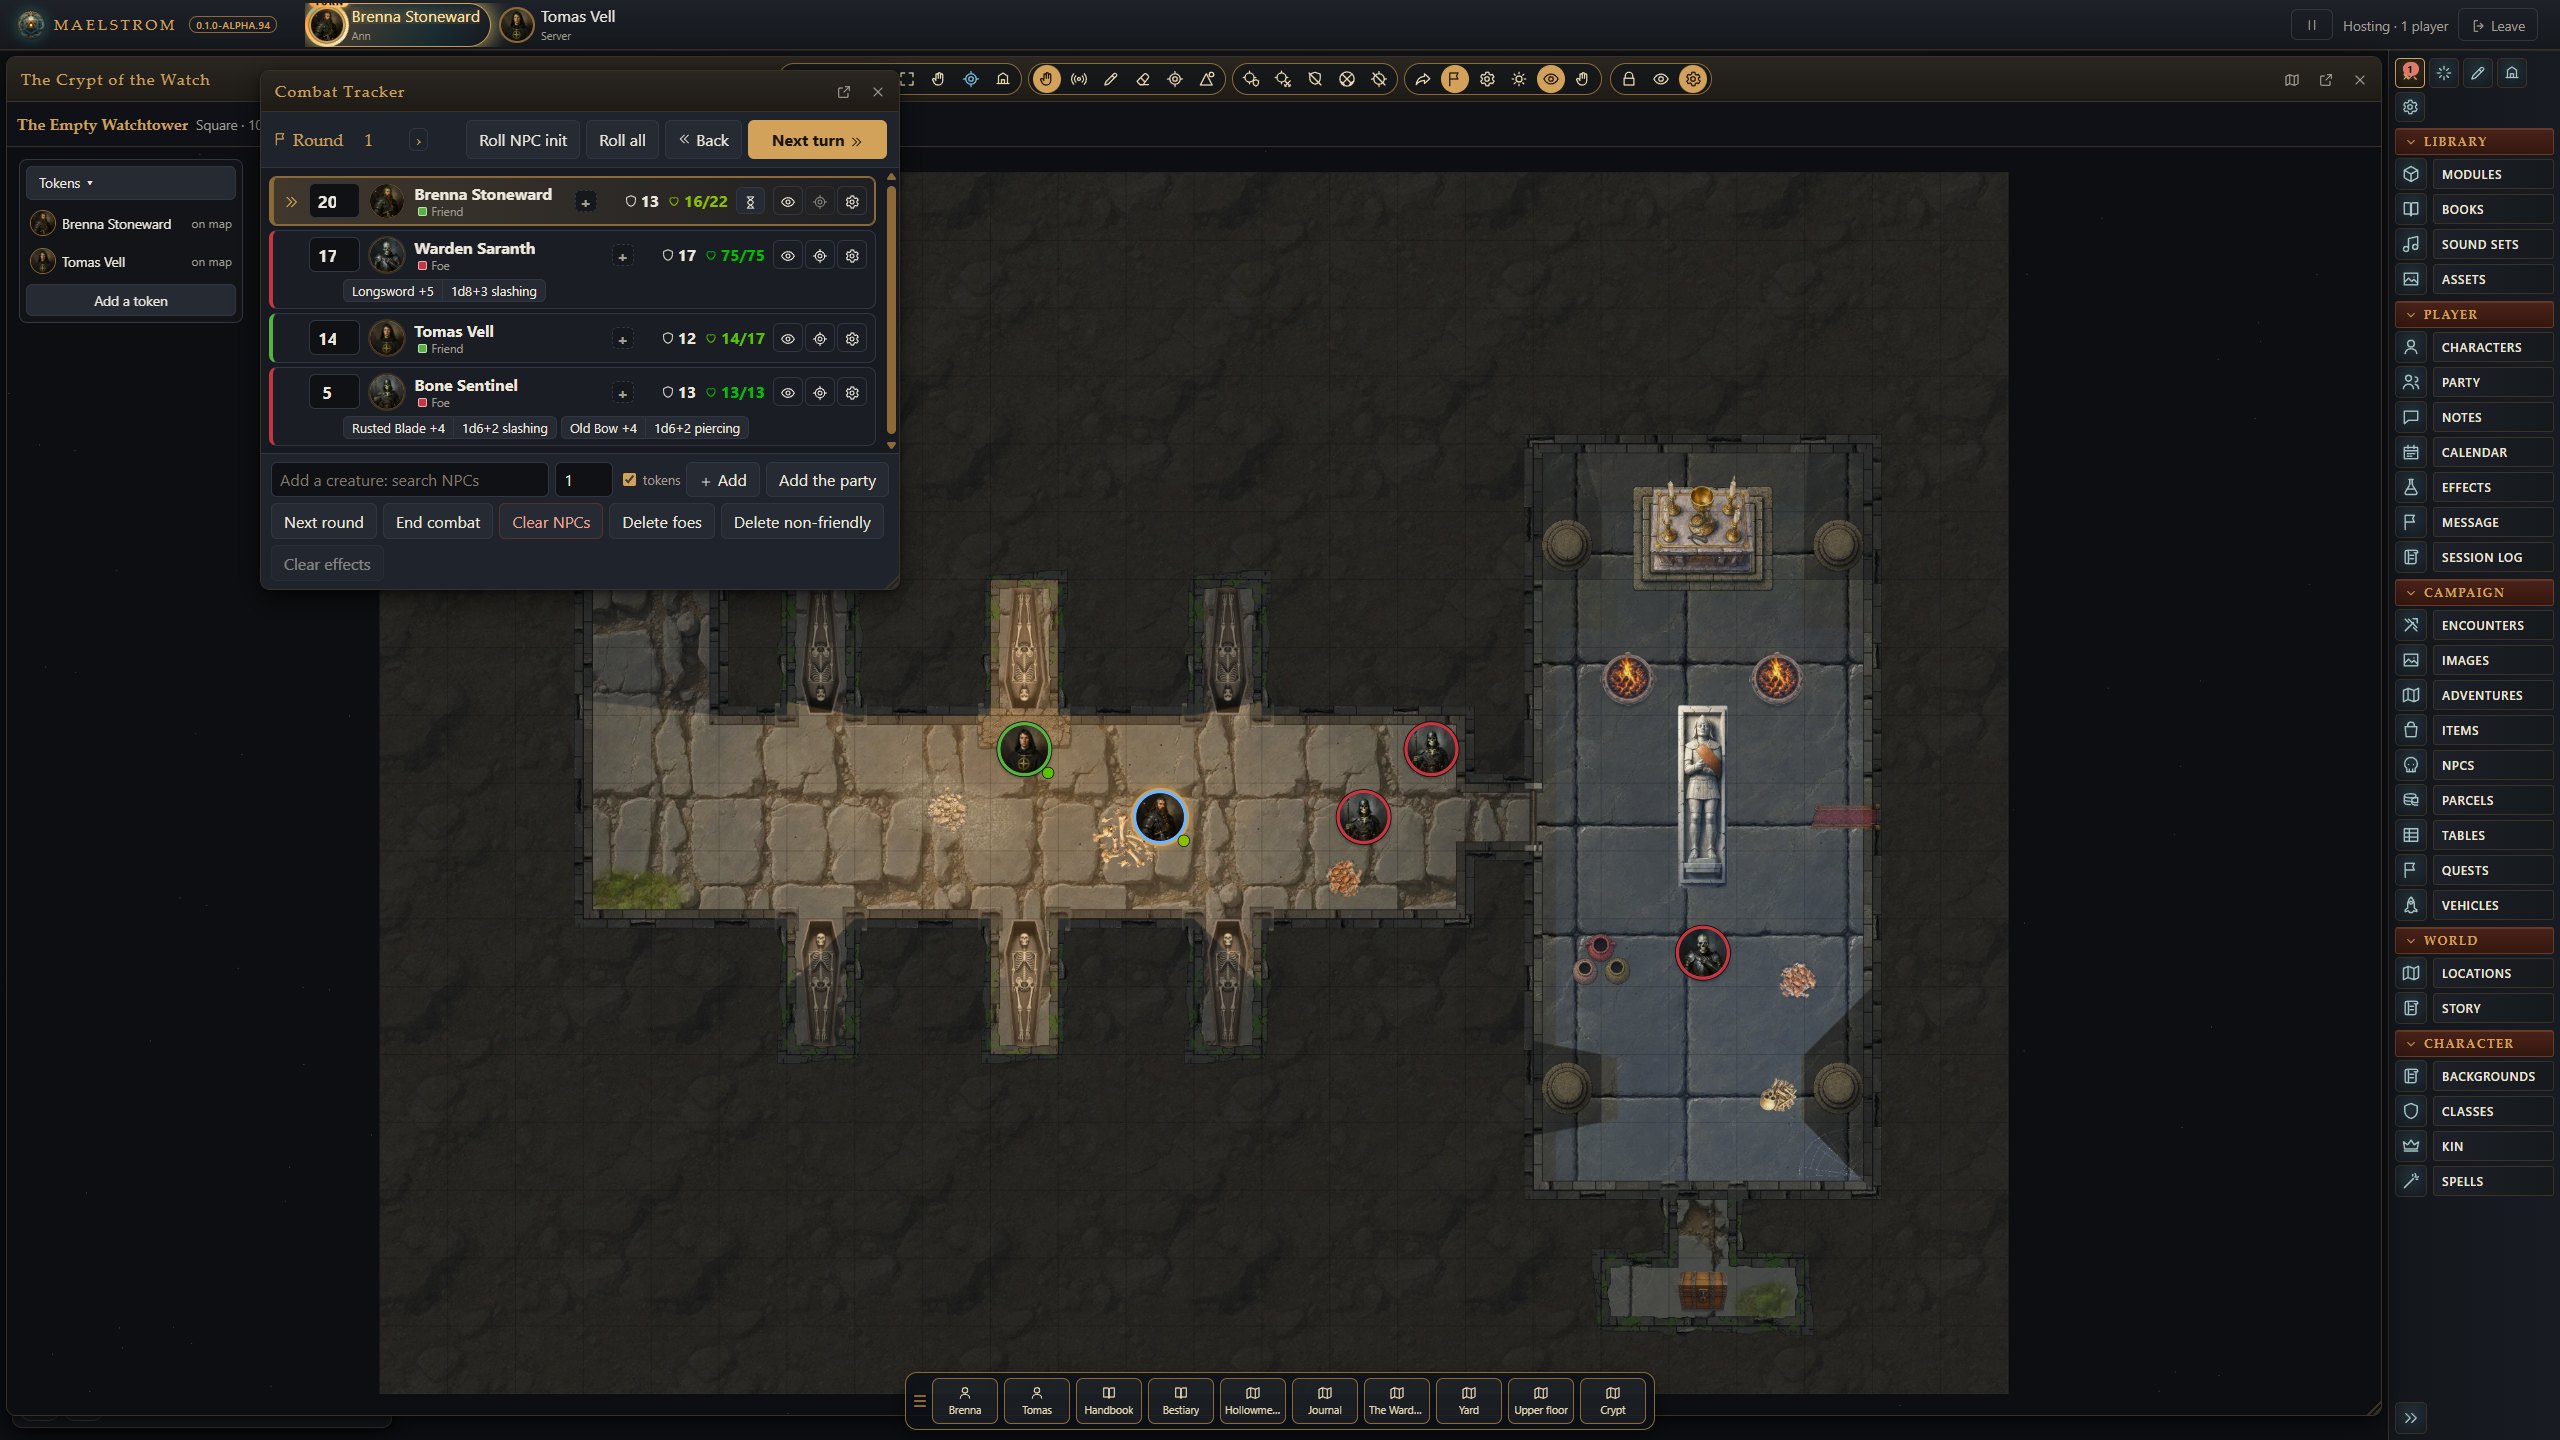 MAELSTROM
0.1.0-ALPHA.94
Brenna Stoneward
Ann
Tomas Vell
Server
Hosting · 1 player
Leave
The Crypt of the Watch
1
The Empty Watchtower
Square · 10
Combat Tracker
Round 1
Roll NPC init
Roll all
Back
Next turn
20
Brenna Stoneward
Friend
13
16/22
17
Warden Saranth
Foe
17
75/75
Longsword +5
1d8+3 slashing
14
Tomas Vell
Friend
12
14/17
5
Bone Sentinel
Foe
13
13/13
Rusted Blade +4
1d6+2 slashing
Old Bow +4
1d6+2 piercing
Add a creature: search NPCs
1
tokens
+ Add
Add the party
Next round
End combat
Clear NPCs
Delete foes
Delete non-friendly
Clear effects
Tokens
Brenna Stoneward
on map
Tomas Vell
on map
Add a token
LIBRARY
MODULES
BOOKS
SOUND SETS
ASSETS
PLAYER
CHARACTERS
PARTY
NOTES
CALENDAR
EFFECTS
MESSAGE
SESSION LOG
CAMPAIGN
ENCOUNTERS
IMAGES
ADVENTURES
ITEMS
NPCS
PARCELS
TABLES
QUESTS
VEHICLES
WORLD
LOCATIONS
STORY
CHARACTER
BACKGROUNDS
CLASSES
KIN
SPELLS
Brenna
Tomas
Handbook
Bestiary
Hollowme...
Journal
The Ward...
Yard
Upper floor
Crypt